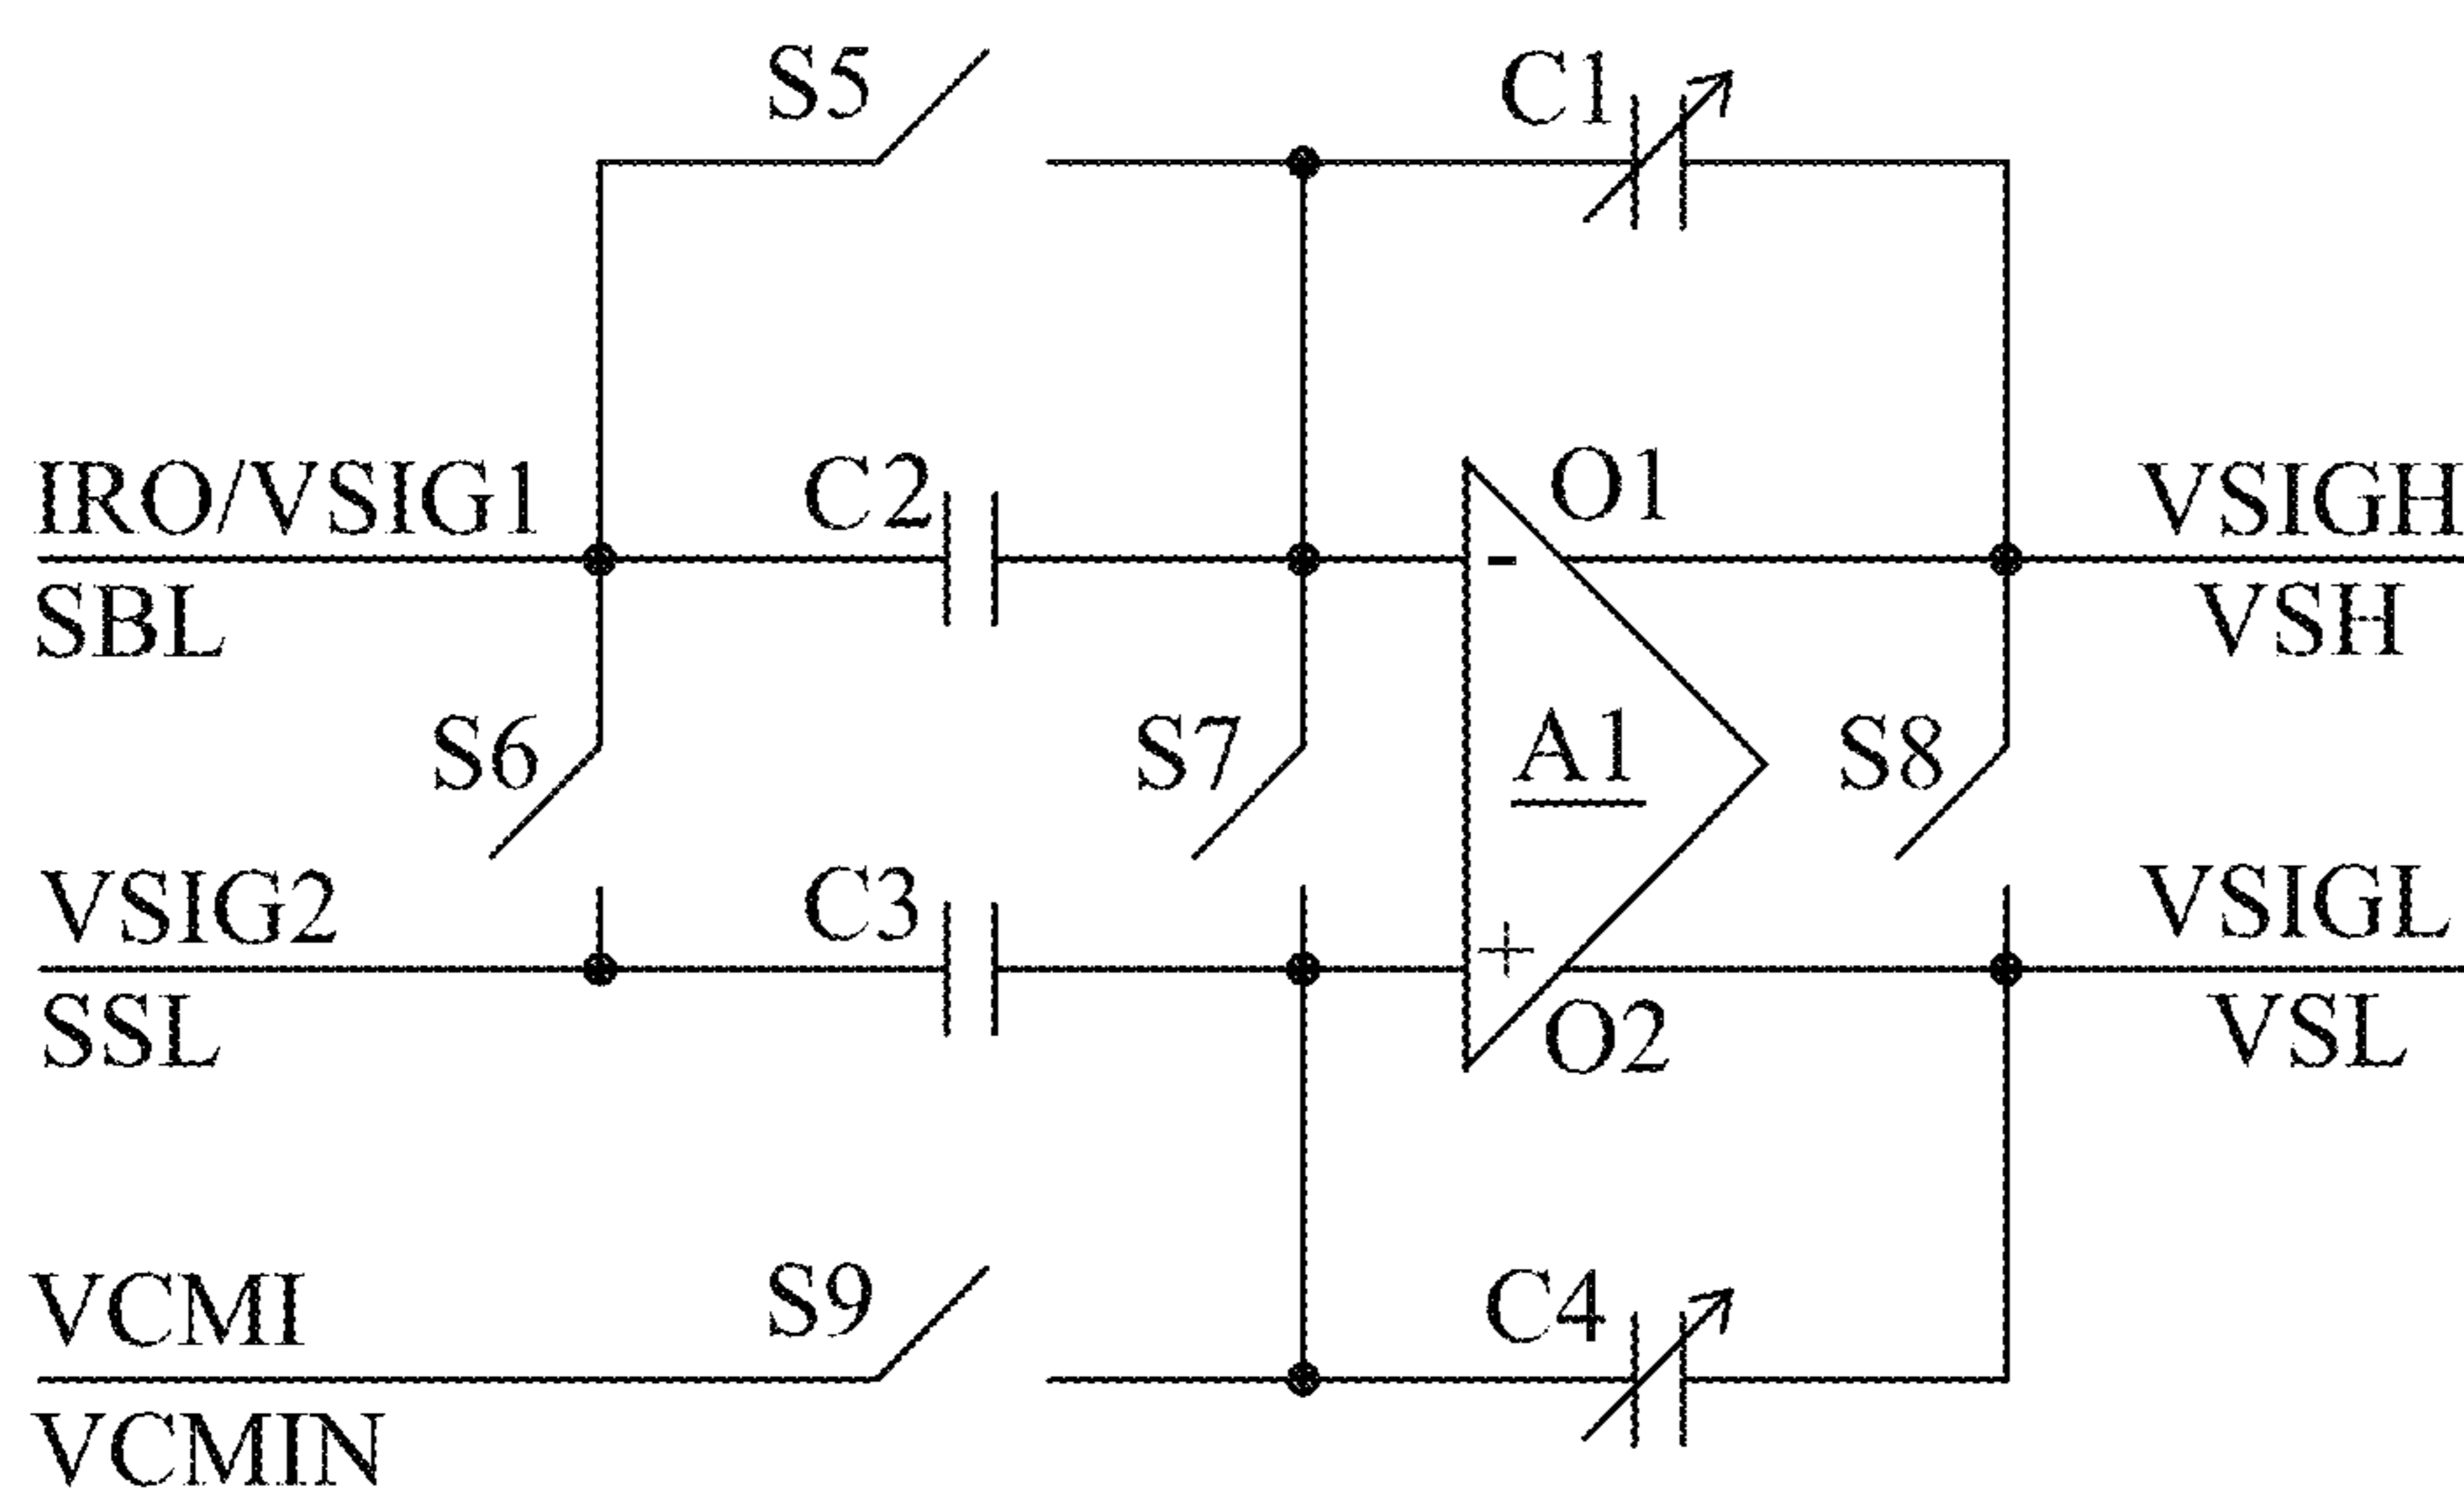 S5
C1
IRO/VSIG1
C2
O1
VSIGH
SBL
VSH
-
S6
S7
A1
S8
VSIG2
C3
+
VSIGL
SSL
O2
VSL
VCMI
S9
C4
VCMIN